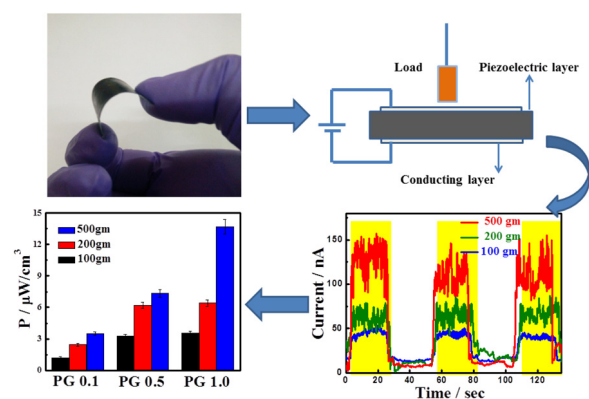 Load
Piezoelectric layer
Conducting layer
P / μW/cm³
15
12
9
6
3
0
500gm
200gm
100gm
PG 0.1
PG 0.5
PG 1.0
Current / nA
150
100
50
0
500 gm
200 gm
100 gm
0
20
40
60
80
100
120
Time / sec